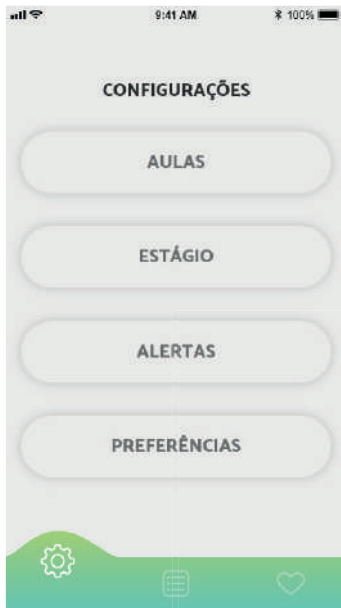 9:41 AM
100%
CONFIGURAÇÕES
AULAS
ESTÁGIO
ALERTAS
PREFERÊNCIAS